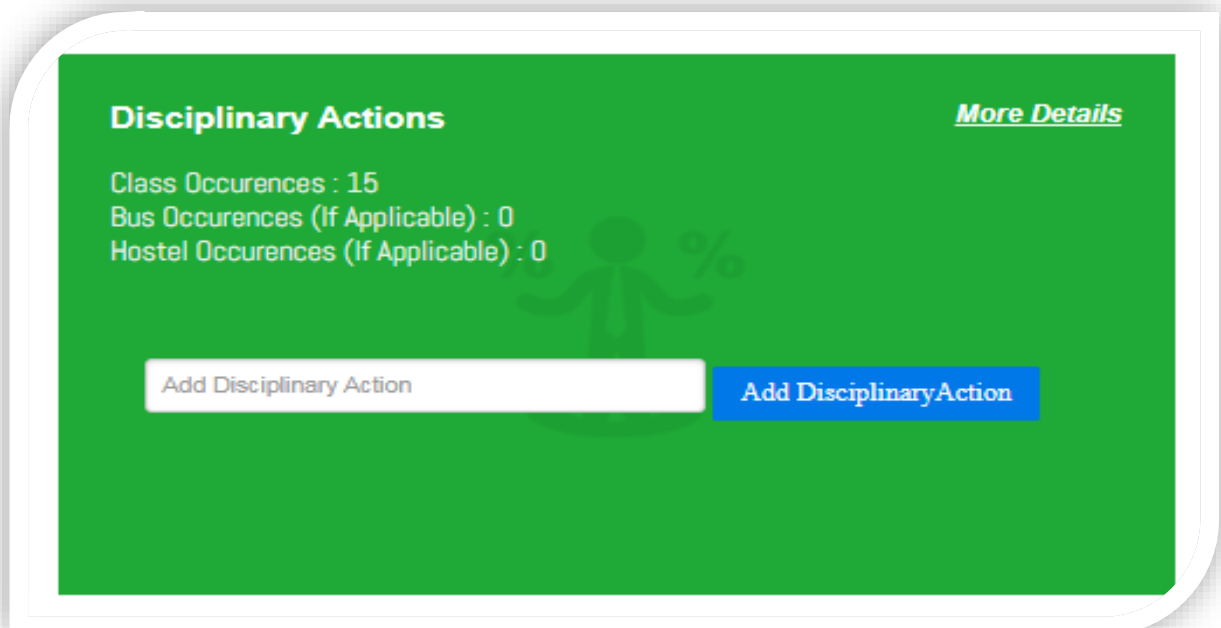 Disciplinary Actions
More Details
Class Occurences : 15
Bus Occurences (If Applicable) : 0
Hostel Occurences (If Applicable) : 0
% %
Add Disciplinary Action
Add DisciplinaryAction